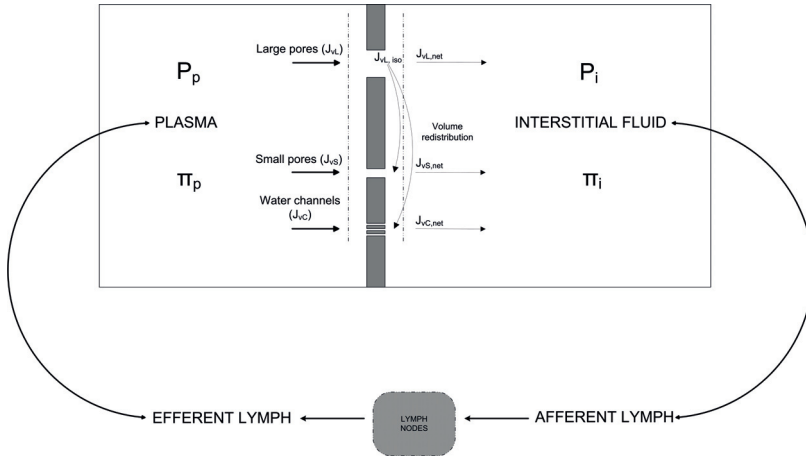 Large pores (JvL)
JvL, iso
JvL,net
Pp
Pi
PLASMA
Volume
redistribution
INTERSTITIAL FLUID
Small pores (JvS)
JvS,net
πp
πi
Water channels
(JvC)
JvC,net
EFFERENT LYMPH
LYMPH
NODES
AFFERENT LYMPH